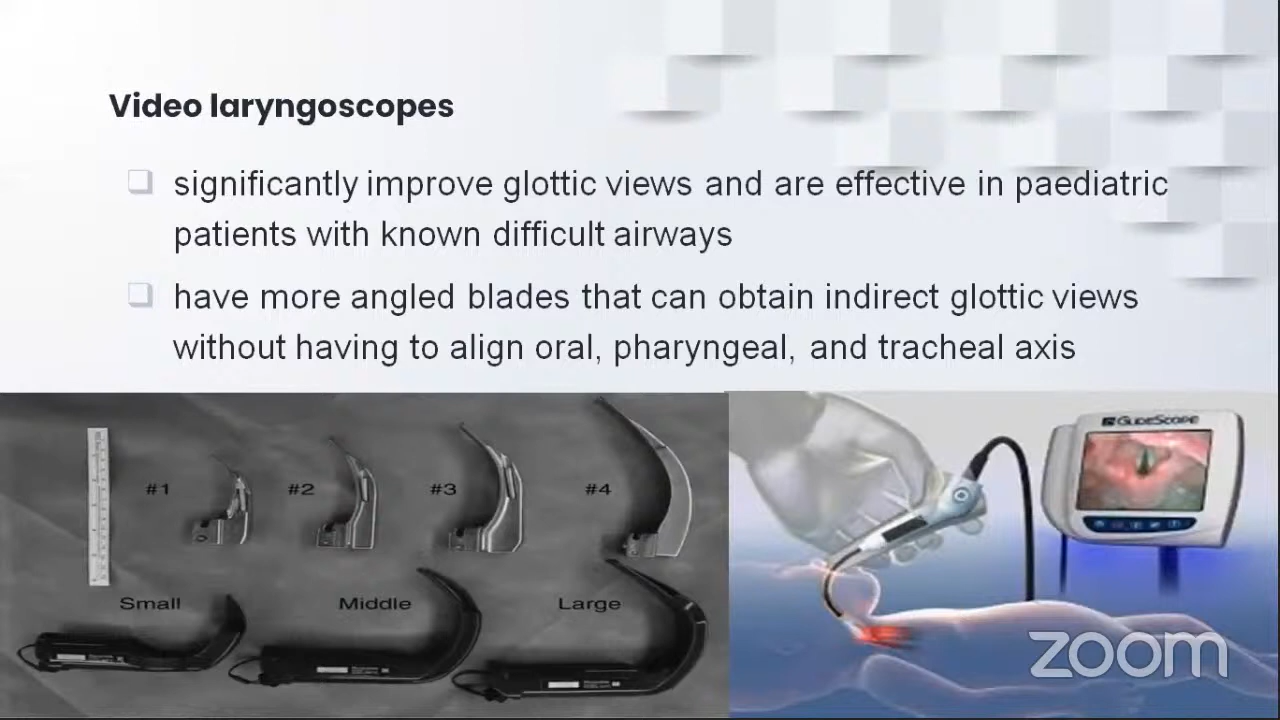 Video laryngoscopes
significantly improve glottic views and are effective in paediatric
patients with known difficult airways
have more angled blades that can obtain indirect glottic views
without having to align oral, pharyngeal, and tracheal axis
#1
#2
#3
#4
Small
Middle
Large
GLIDESCOPE
zoom